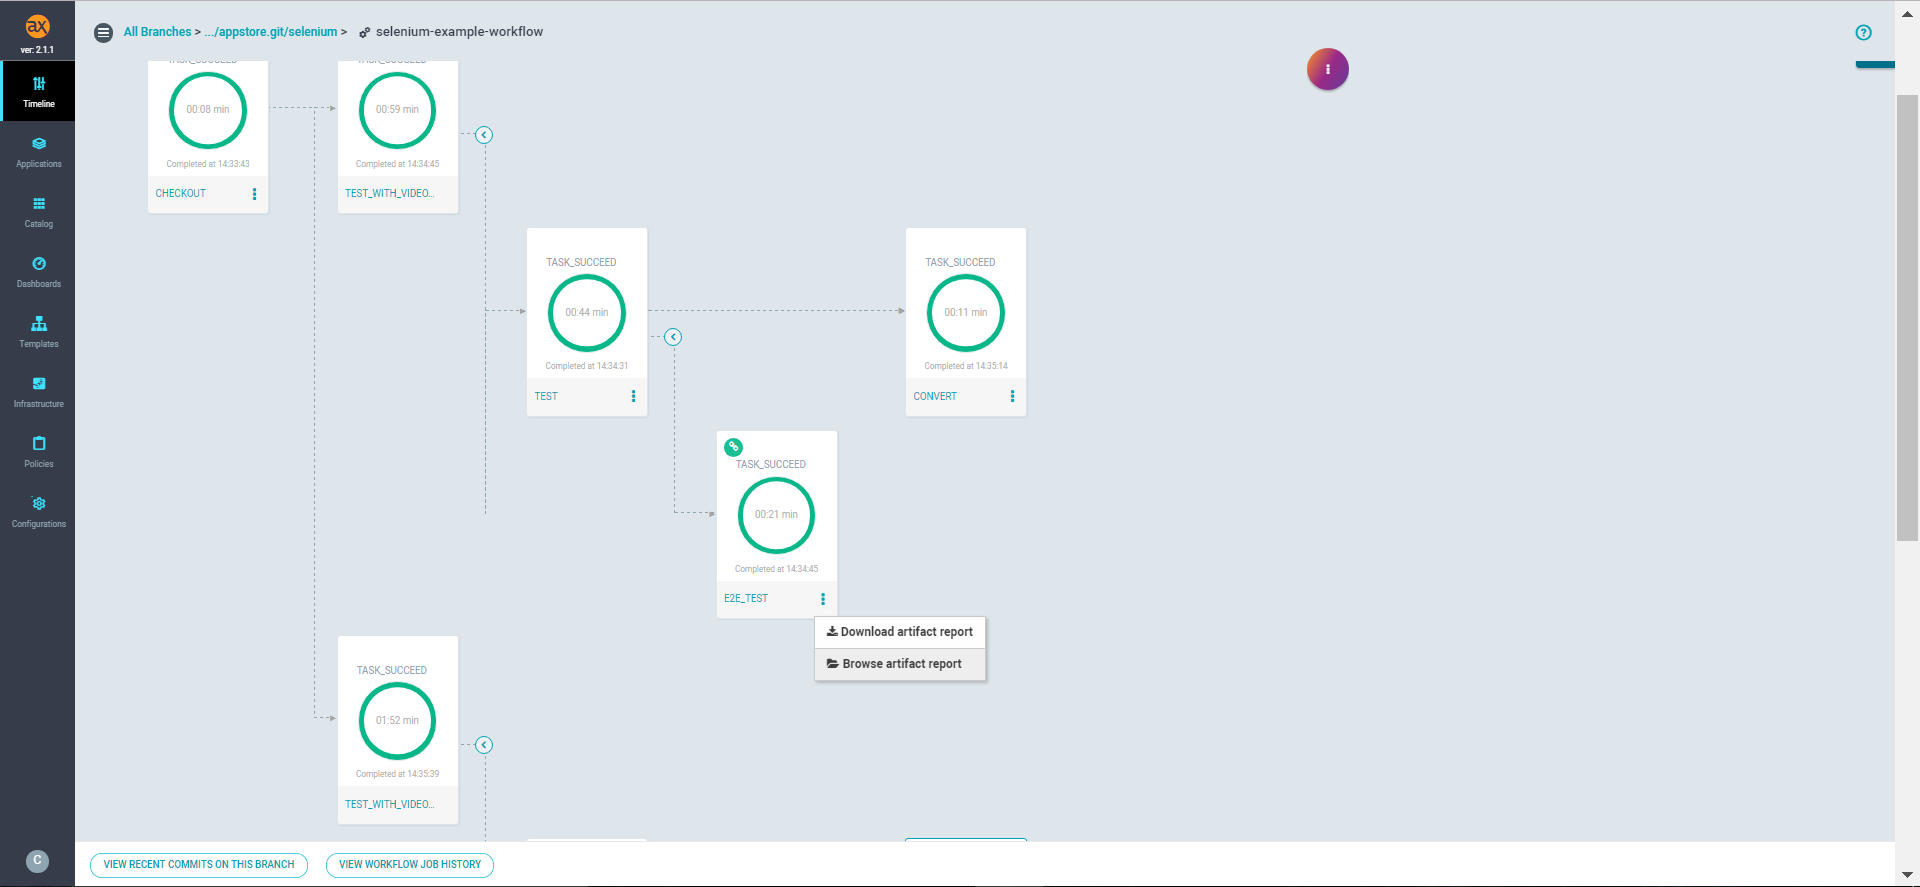 ax
ver: 2.1.1
Timeline
Applications
Catalog
Dashboards
Templates
Infrastructure
Policies
Configurations
C
All Branches > .../appstore.git/selenium > selenium-example-workflow
?
TASK_SUCCEED
00:08 min
Completed at 14:33:43
CHECKOUT
TASK_SUCCEED
00:59 min
Completed at 14:34:45
TEST_WITH_VIDEO...
TASK_SUCCEED
00:44 min
Completed at 14:34:31
TEST
TASK_SUCCEED
00:11 min
Completed at 14:35:14
CONVERT
TASK_SUCCEED
00:21 min
Completed at 14:34:45
E2E_TEST
Download artifact report
Browse artifact report
TASK_SUCCEED
01:52 min
Completed at 14:35:39
TEST_WITH_VIDEO...
VIEW RECENT COMMITS ON THIS BRANCH
VIEW WORKFLOW JOB HISTORY